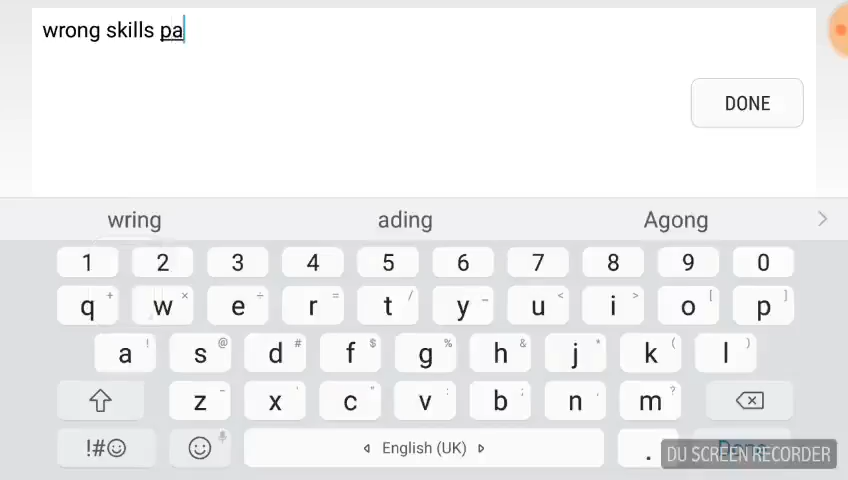 wrong skills pa
DONE
wring ading Agong
1 2 3 4 5 6 7 8 9 0
q + w × e ÷ r = t / y _ u < i > o [ p ]
a ! s @ d # f $ g % h & j * k ( l )
z - x ' c " v : b ; n , m ?
!#☺ English (UK) . Done
DU SCREEN RECORDER